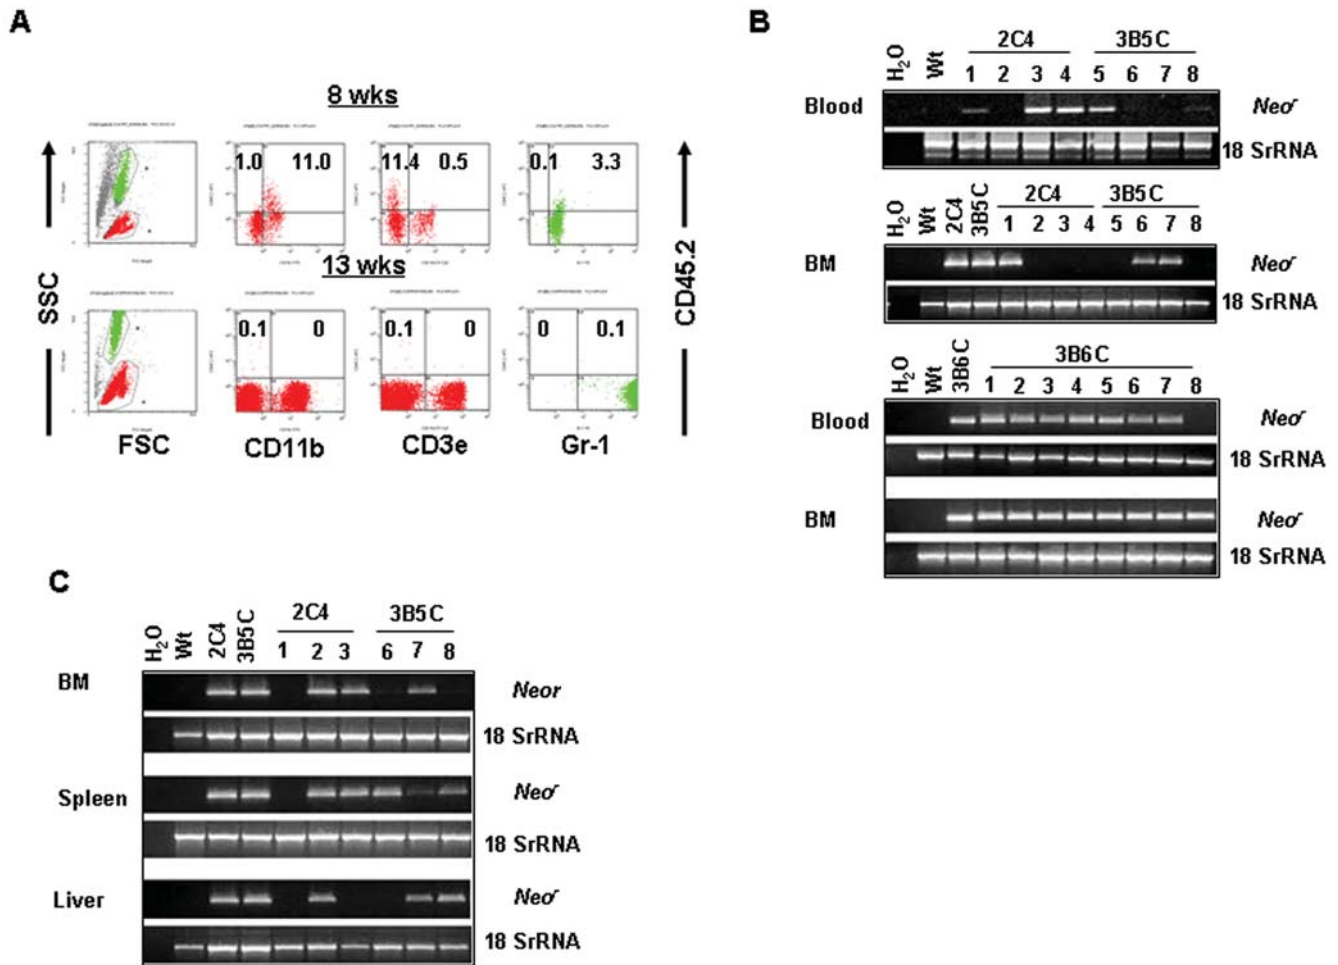 A
8 wks
1.0 11.0 11.4 0.5 0.1 3.3
13 wks
0.1 0 0.1 0 0 0.1
SSC
CD45.2
FSC CD11b CD3e Gr-1
B
2C4 3B5C
H2O Wt 1 2 3 4 5 6 7 8
Blood Neor
18 SrRNA
2C4 3B5C
H2O Wt 2C4 3B5C 1 2 3 4 5 6 7 8
BM Neor
18 SrRNA
3B6C
H2O Wt 3B6C 1 2 3 4 5 6 7 8
Blood Neor
18 SrRNA
BM Neor
18 SrRNA
C
2C4 3B5C
H2O Wt 2C4 3B5C 1 2 3 6 7 8
BM Neor
18 SrRNA
Spleen Neor
18 SrRNA
Liver Neor
18 SrRNA